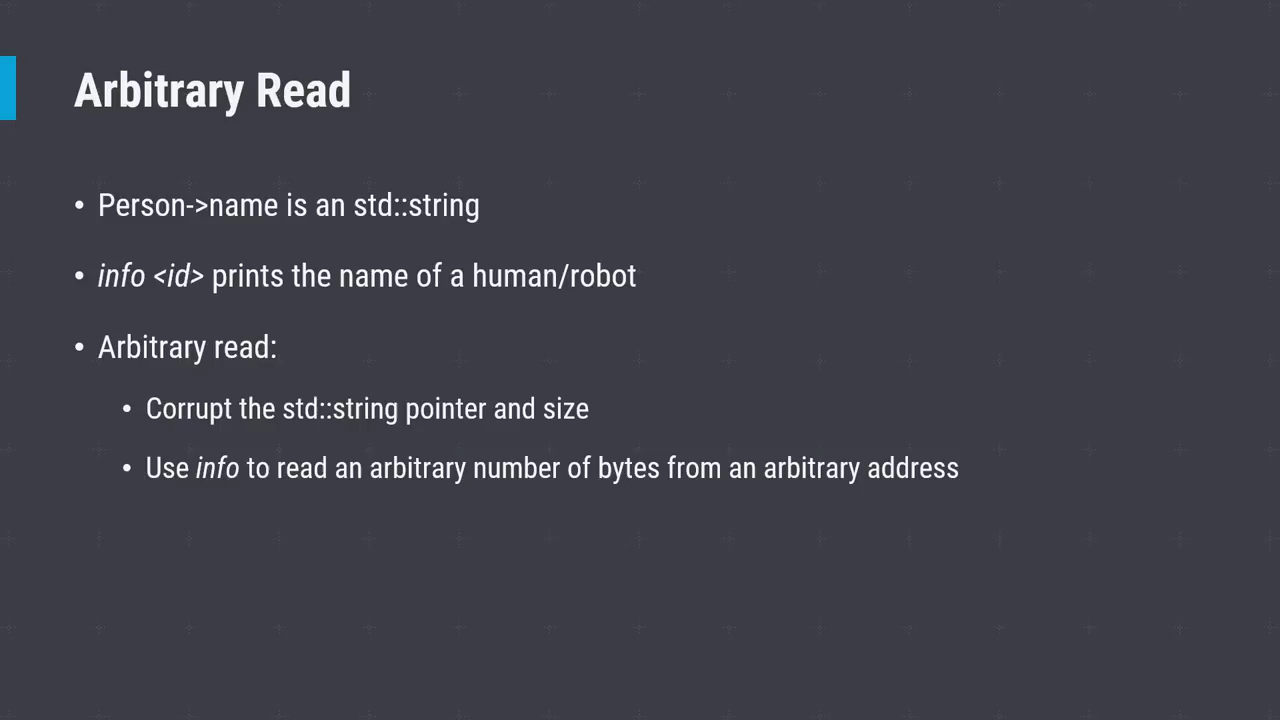 Arbitrary Read
• Person->name is an std::string
• info <id> prints the name of a human/robot
• Arbitrary read:
• Corrupt the std::string pointer and size
• Use info to read an arbitrary number of bytes from an arbitrary address